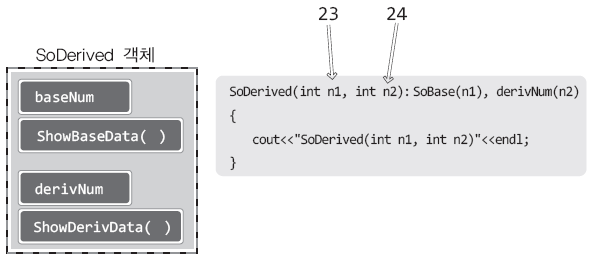 23 24
SoDerived 객체
baseNum
ShowBaseData( )
derivNum
ShowDerivData( )
SoDerived(int n1, int n2):SoBase(n1), derivNum(n2)
{
cout<<"SoDerived(int n1, int n2)"<<endl;
}